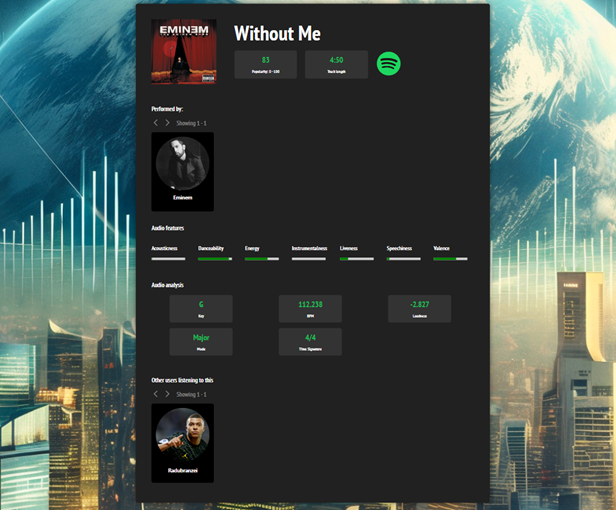 EMINEM
Without Me
83
Popularity: 0 - 100
4:50
Track Length
Performed by:
Showing 1 - 1
Eminem
Audio features
Acousticness Danceability Energy Instrumentalness Liveness Speechiness Valence
Audio analysis
G
Key
112.238
BPM
-2.827
Loudness
Major
Mode
4/4
Time Signature
Other users listening to this
Showing 1 - 1
Radubranzei